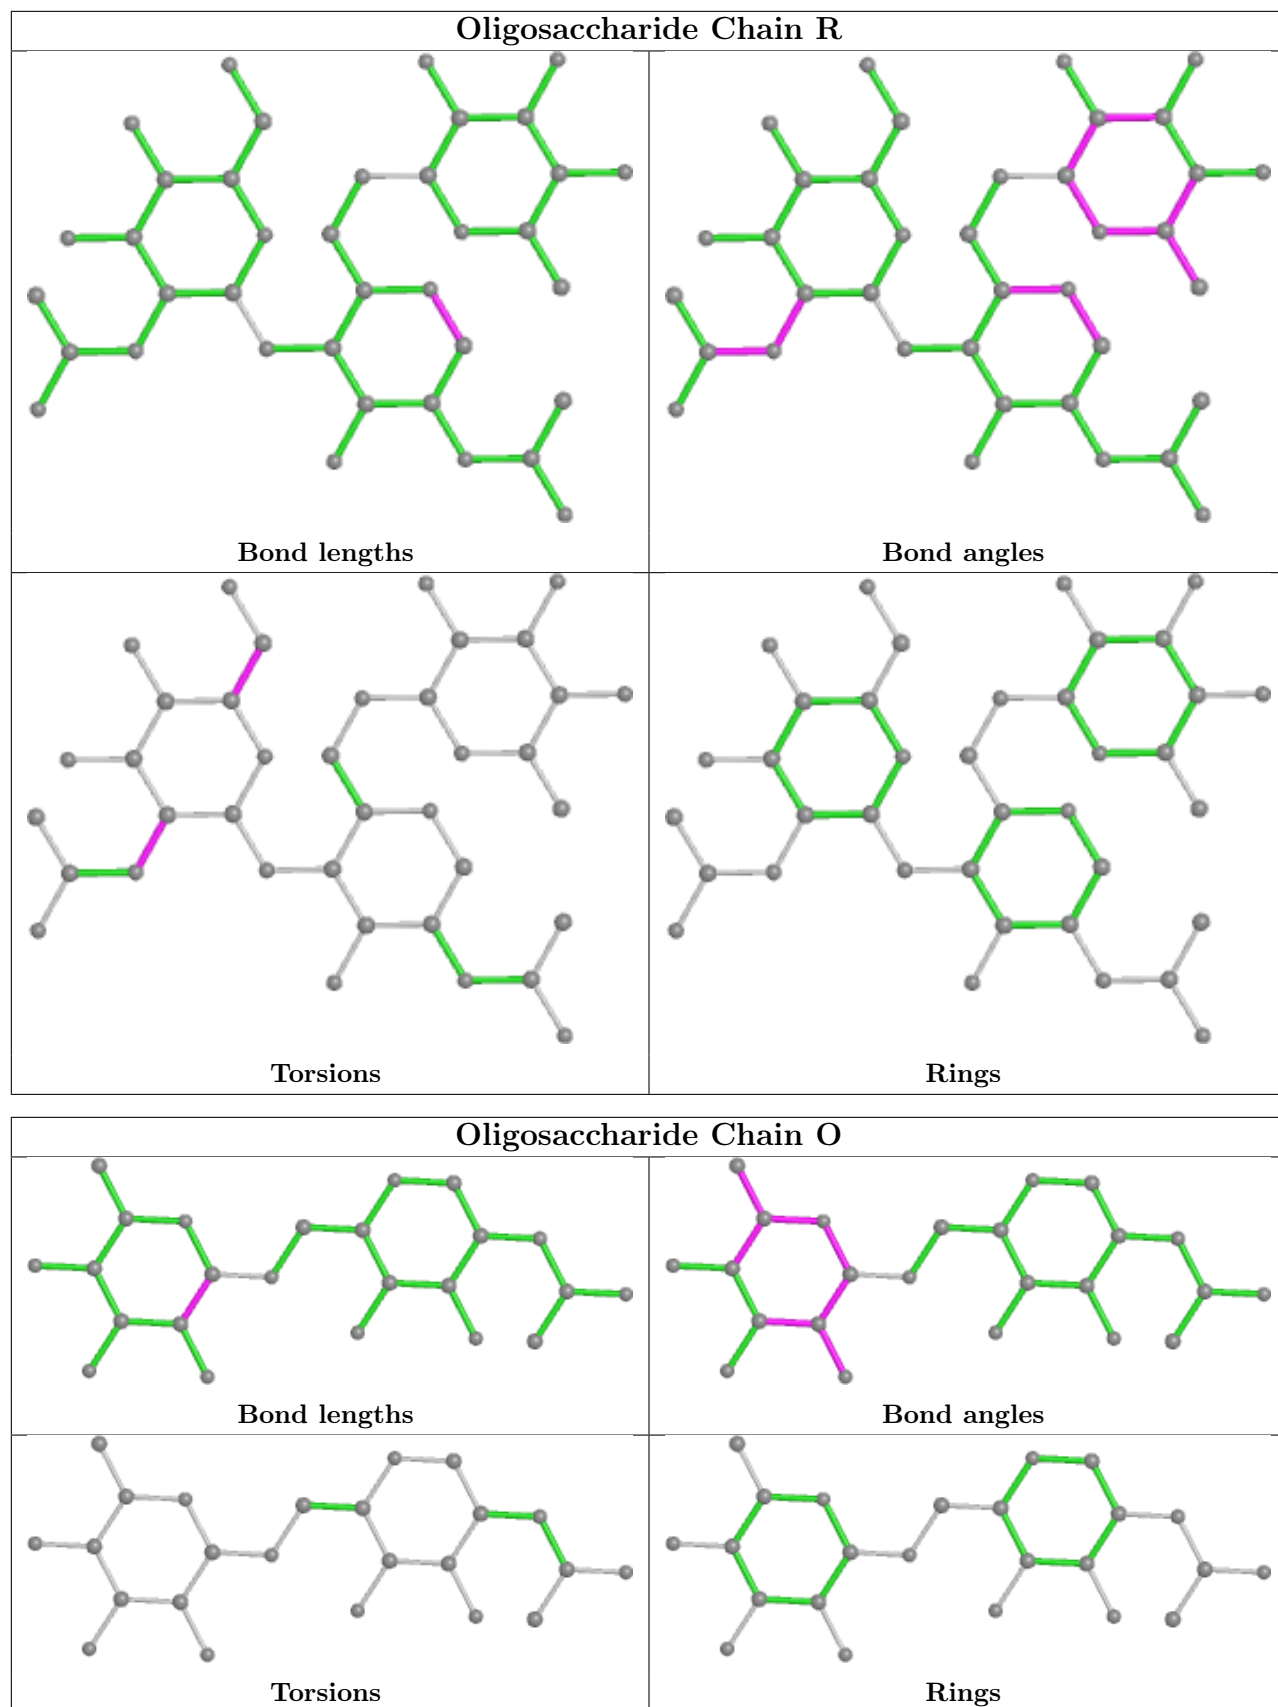 Oligosaccharide Chain R
Bond lengths
Bond angles
Torsions
Rings
Oligosaccharide Chain O
Bond lengths
Bond angles
Torsions
Rings